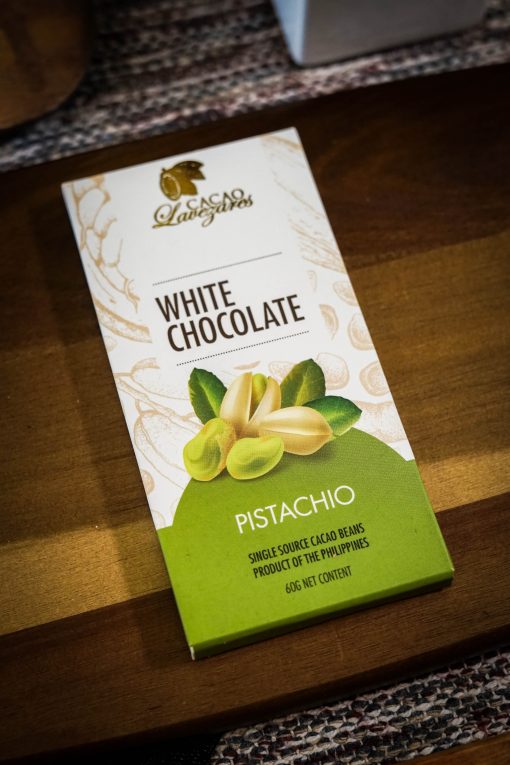 CACAO
Lavezares
WHITE
CHOCOLATE
PISTACHIO
SINGLE SOURCE CACAO BEANS
PRODUCT OF THE PHILIPPINES
60G NET CONTENT